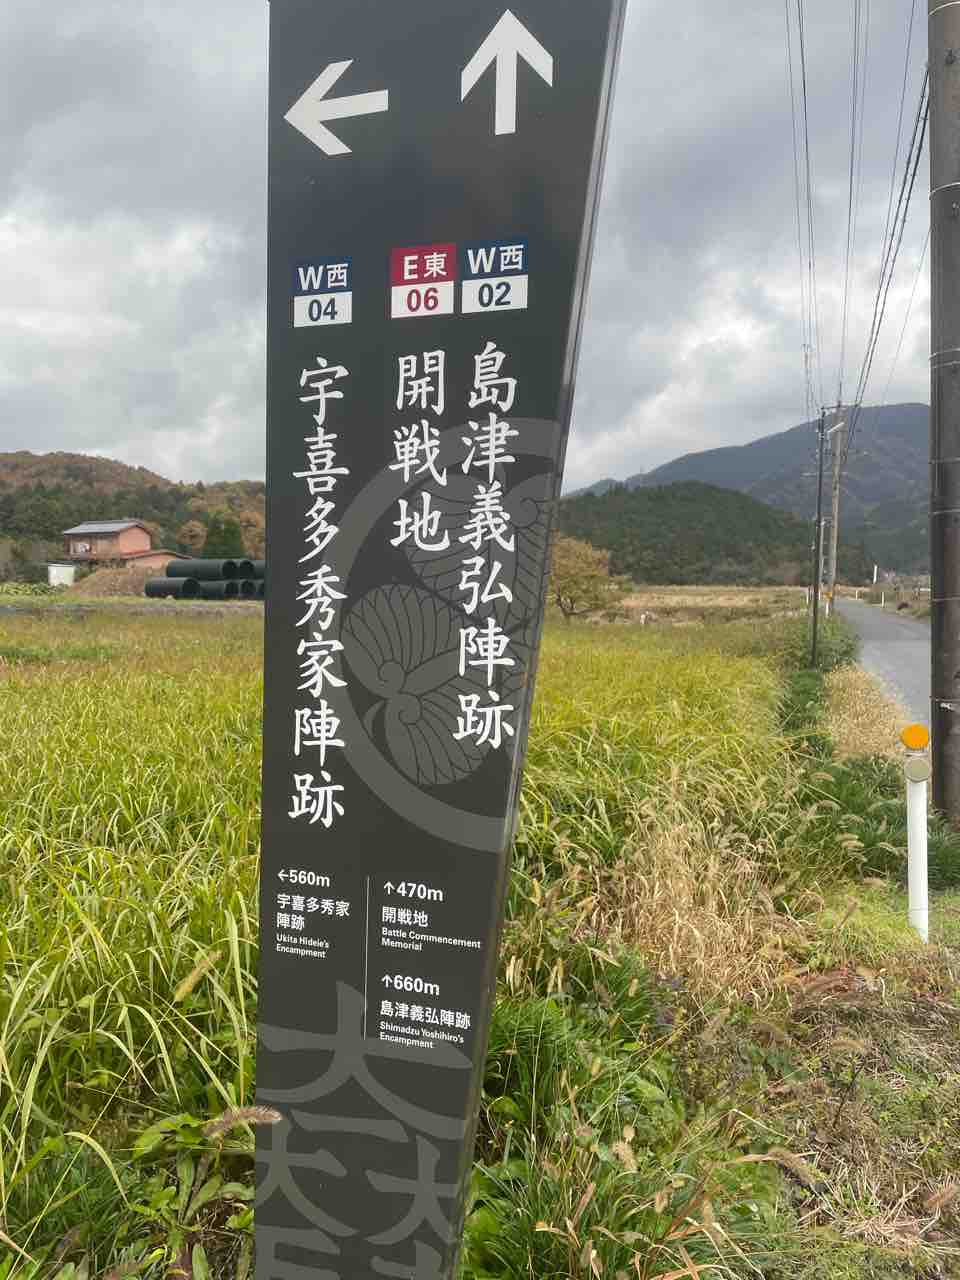 W西
04
E東
06
W西
02
島津義弘陣跡
開戦地
宇喜多秀家陣跡
←560m
宇喜多秀家
陣跡
Ukita Hideie's
Encampment
↑470m
開戦地
Battle Commencement
Memorial
↑660m
島津義弘陣跡
Shimadzu Yoshihiro's
Encampment